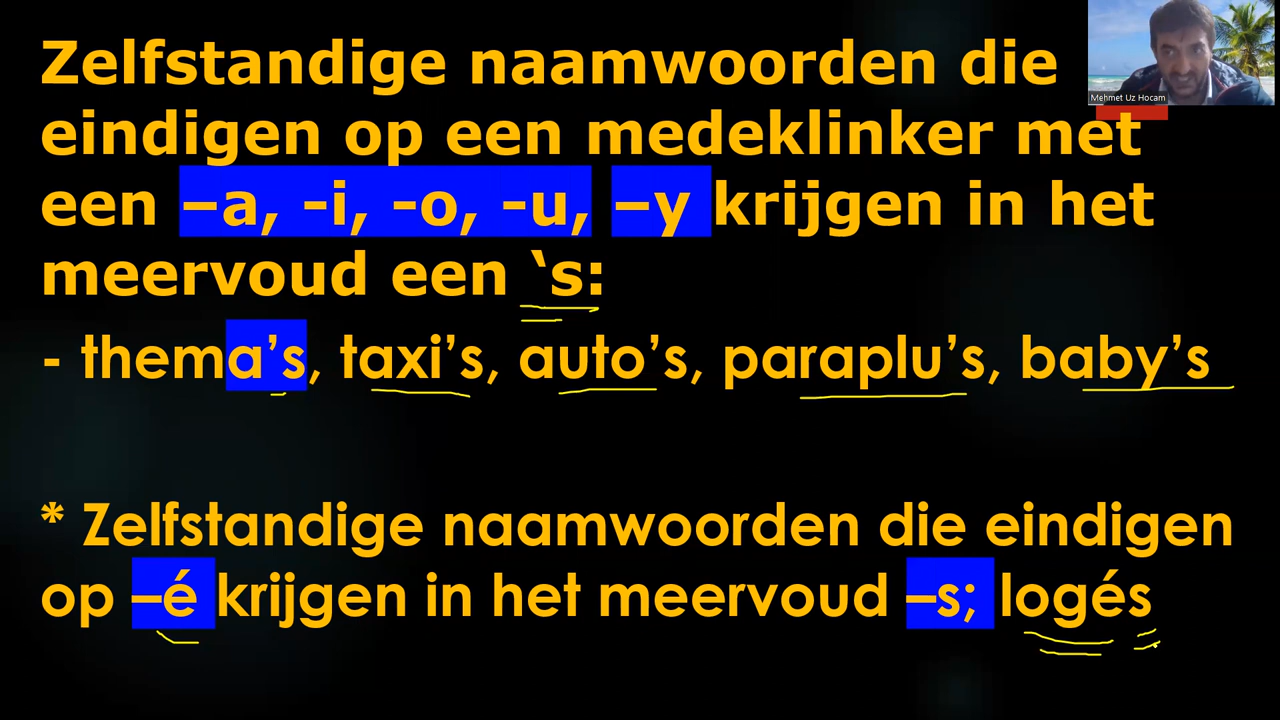 Zelfstandige naamwoorden die
eindigen op een medeklinker met
een –a, -i, -o, -u, –y krijgen in het
meervoud een ‘s:
- thema’s, taxi’s, auto’s, paraplu’s, baby’s
* Zelfstandige naamwoorden die eindigen
op –é krijgen in het meervoud –s; logés
Mehmet Uz Hocam